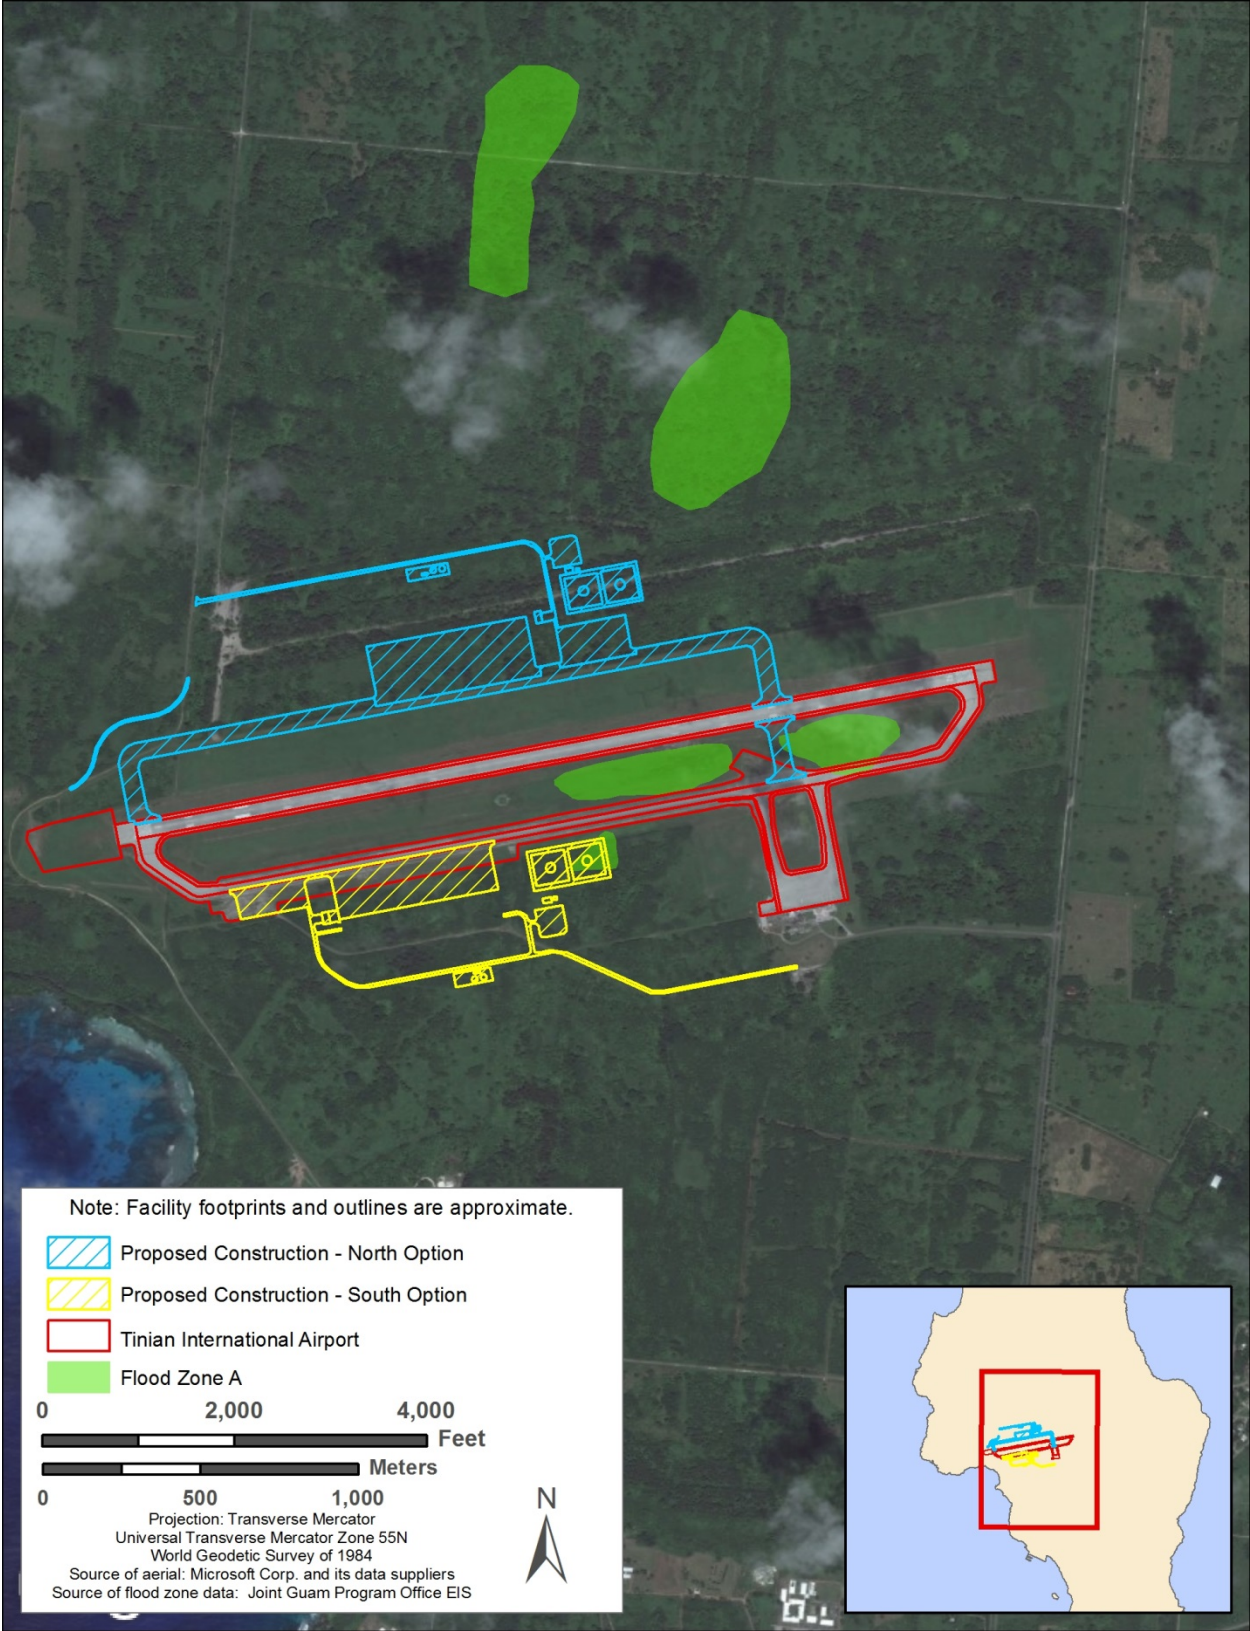 Note: Facility footprints and outlines are approximate.
Proposed Construction - North Option
Proposed Construction - South Option
Tinian International Airport
Flood Zone A
0 2,000 4,000
Feet
Meters
0 500 1,000
Projection: Transverse Mercator
Universal Transverse Mercator Zone 55N
World Geodetic Survey of 1984
Source of aerial: Microsoft Corp. and its data suppliers
Source of flood zone data: Joint Guam Program Office EIS
N